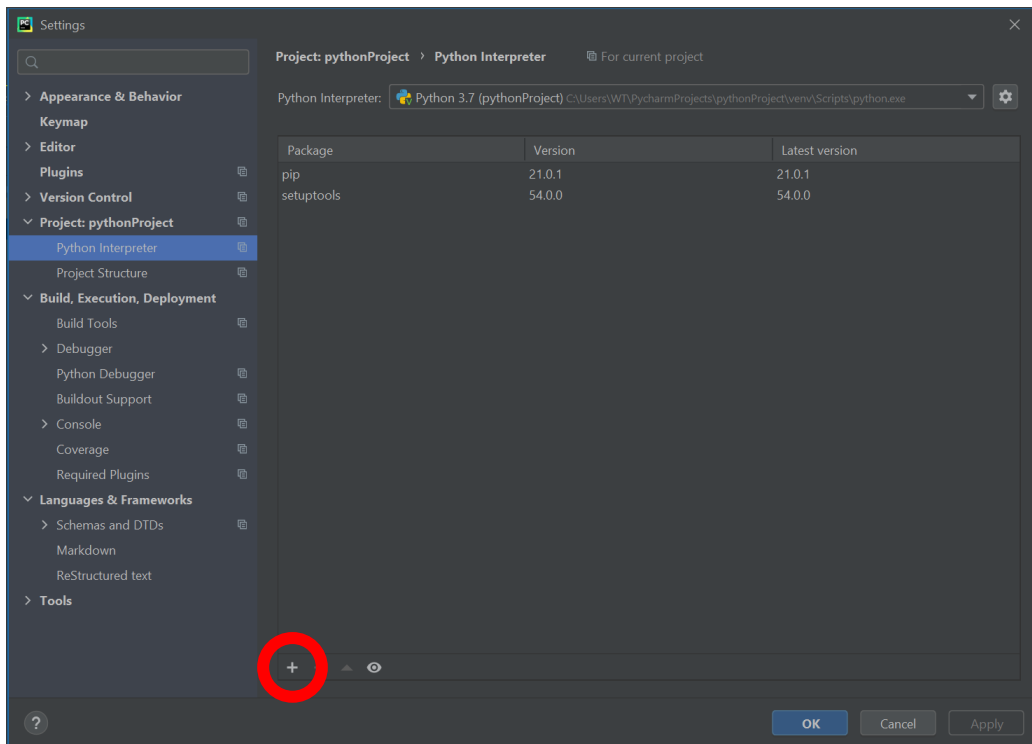 Settings
Project: pythonProject › Python Interpreter For current project
Python Interpreter: Python 3.7 (pythonProject) C:\Users\WT\PycharmProjects\pythonProject\venv\Scripts\python.exe
Appearance & Behavior
Keymap
Editor
Plugins
Version Control
Project: pythonProject
Python Interpreter
Project Structure
Build, Execution, Deployment
Build Tools
Debugger
Python Debugger
Buildout Support
Console
Coverage
Required Plugins
Languages & Frameworks
Schemas and DTDs
Markdown
ReStructured text
Tools
Package Version Latest version
pip 21.0.1 21.0.1
setuptools 54.0.0 54.0.0
OK Cancel Apply